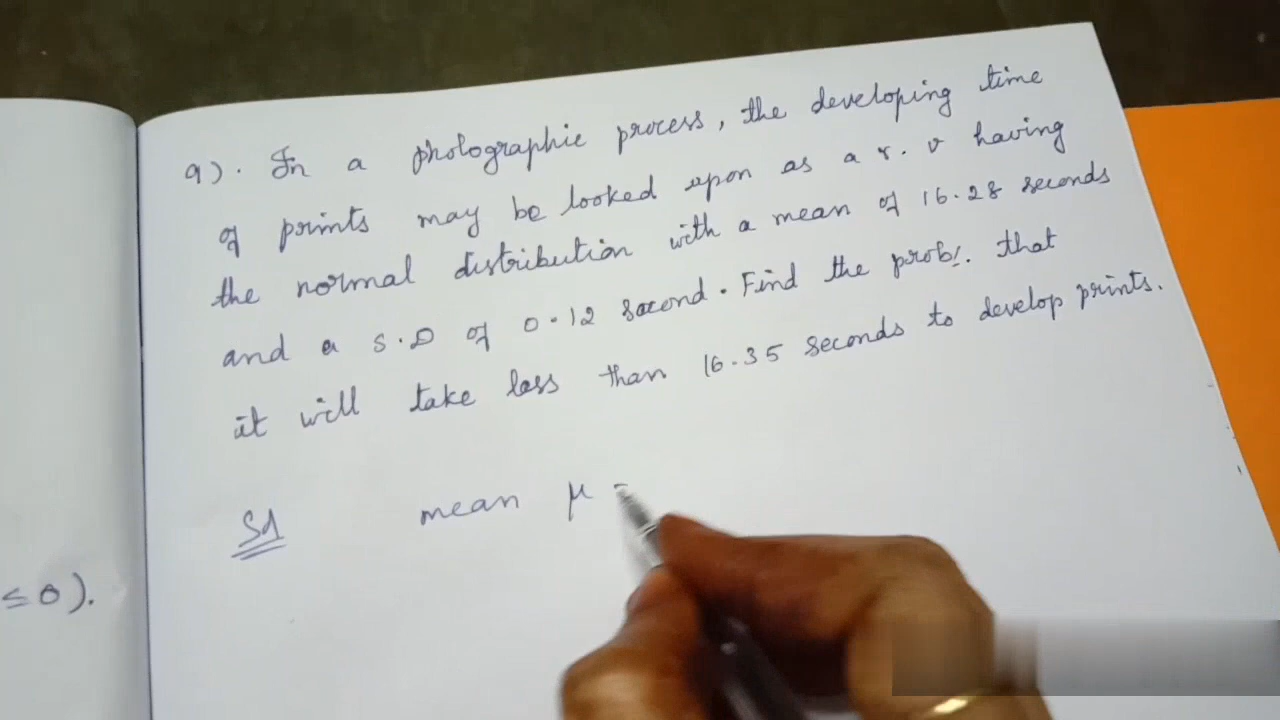 9). In a photographic process, the developing time
of prints may be looked upon as a r.v having
the normal distribution with a mean of 16.28 seconds
and a S.D of 0.12 second. Find the prob/. that
it will take less than 16.35 seconds to develop prints.
Sol mean μ =
≤ 0).